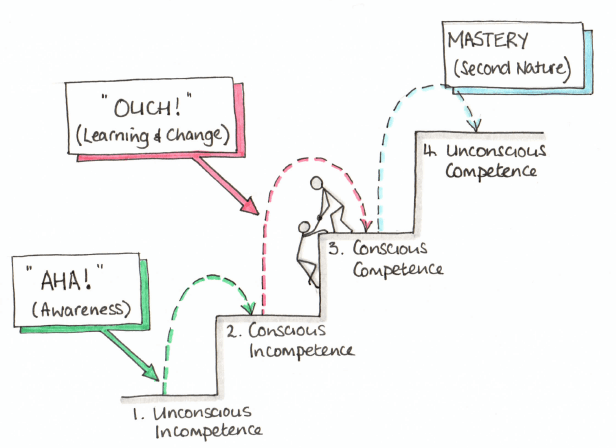 MASTERY
(Second Nature)
"OUCH!"
(Learning & Change)
4. Unconscious
Competence
3. Conscious
Competence
"AHA!"
(Awareness)
2. Conscious
Incompetence
1. Unconscious
Incompetence